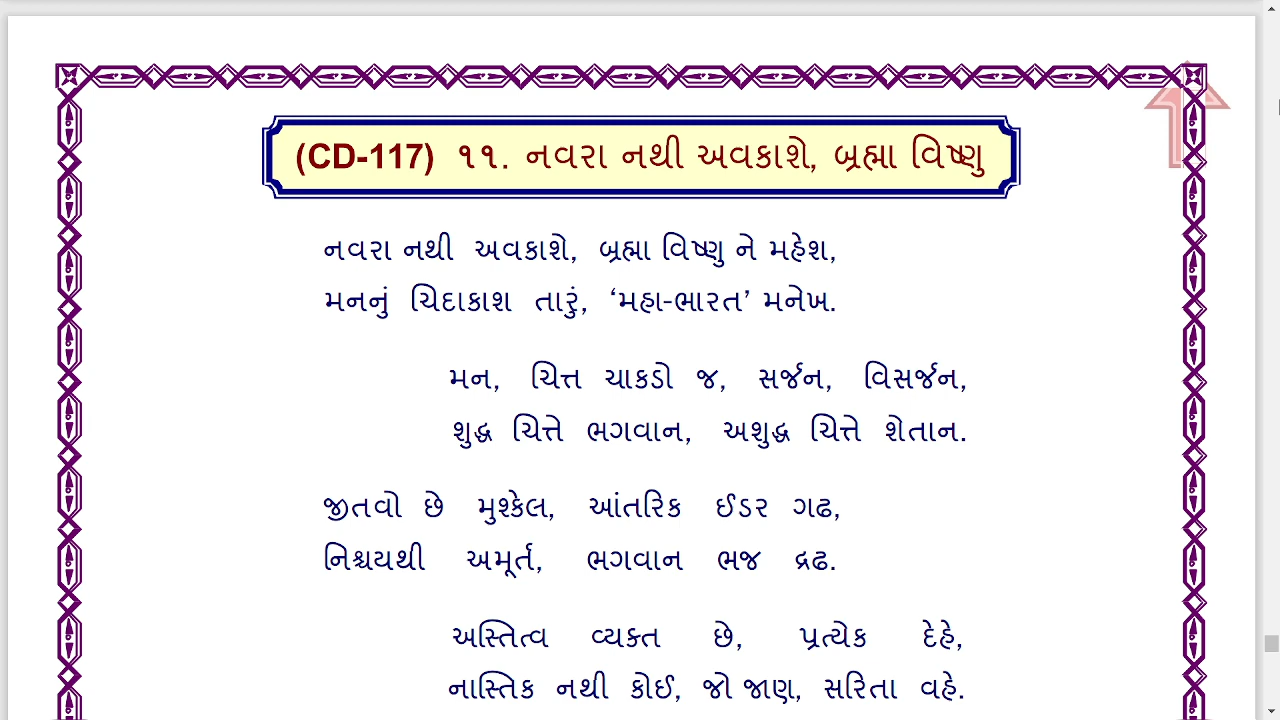 (CD-117) ૧૧. નવરા નથી અવકાશે, બ્રહ્મા વિષ્ણુ
નવરા નથી અવકાશે, બ્રહ્મા વિષ્ણુ ને મહેશ,
મનનું ચિદાકાશ તારું, ‘મહા-ભારત’ મનેખ.
મન, ચિત્ત ચાકડો જ, સર્જન, વિસર્જન,
શુદ્ધ ચિત્તે ભગવાન, અશુદ્ધ ચિત્તે શેતાન.
જીતવો છે મુશ્કેલ, આંતરિક ઈડર ગઢ,
નિશ્ચયથી અમૂર્ત, ભગવાન ભજ દ્રઢ.
અસ્તિત્વ વ્યક્ત છે, પ્રત્યેક દેહે,
નાસ્તિક નથી કોઈ, જો જાણ, સરિતા વહે.